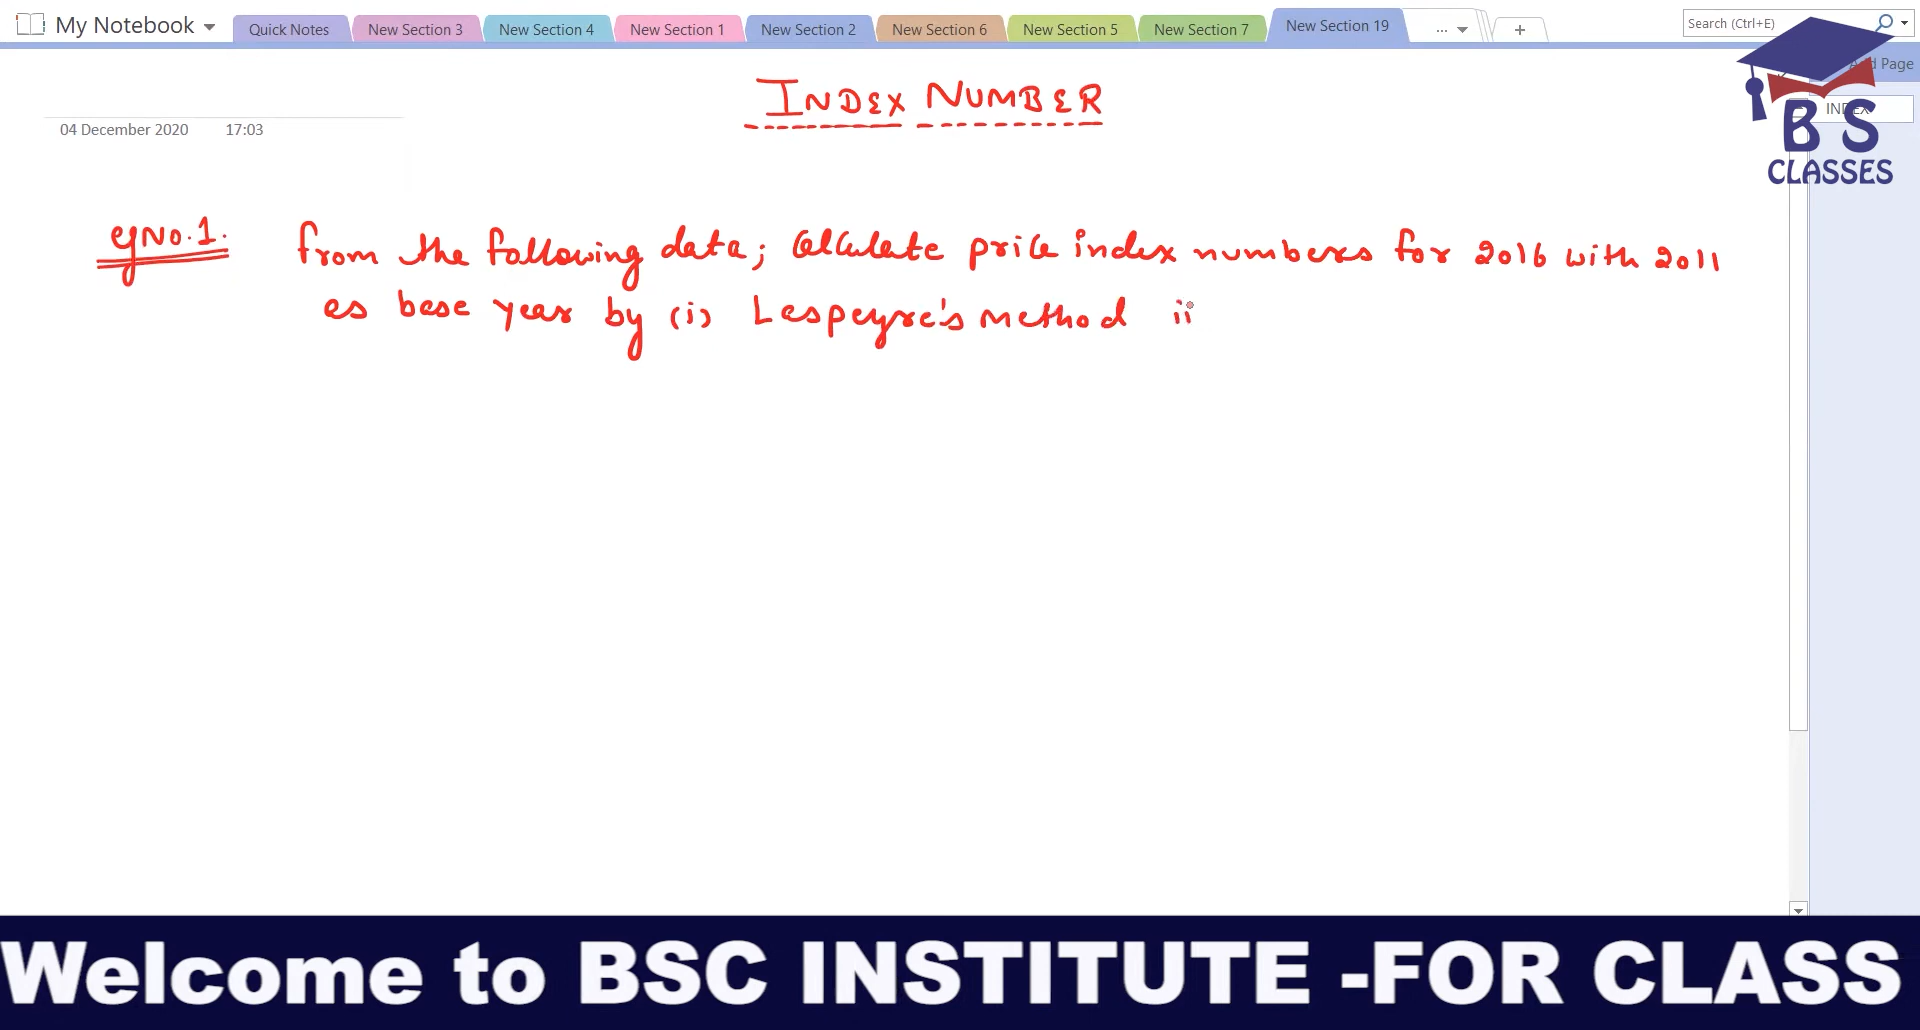 My Notebook
Quick Notes
New Section 3
New Section 4
New Section 1
New Section 2
New Section 6
New Section 5
New Section 7
New Section 19
...
+
Search (Ctrl+E)
Page
INDEX
B S
CLASSES
INDEX NUMBER
04 December 2020 17:03
Q No.1. from the following data; calculate price index numbers for 2016 with 2011
as base year by (i) Laspeyre's method ii
Welcome to BSC INSTITUTE -FOR CLASS